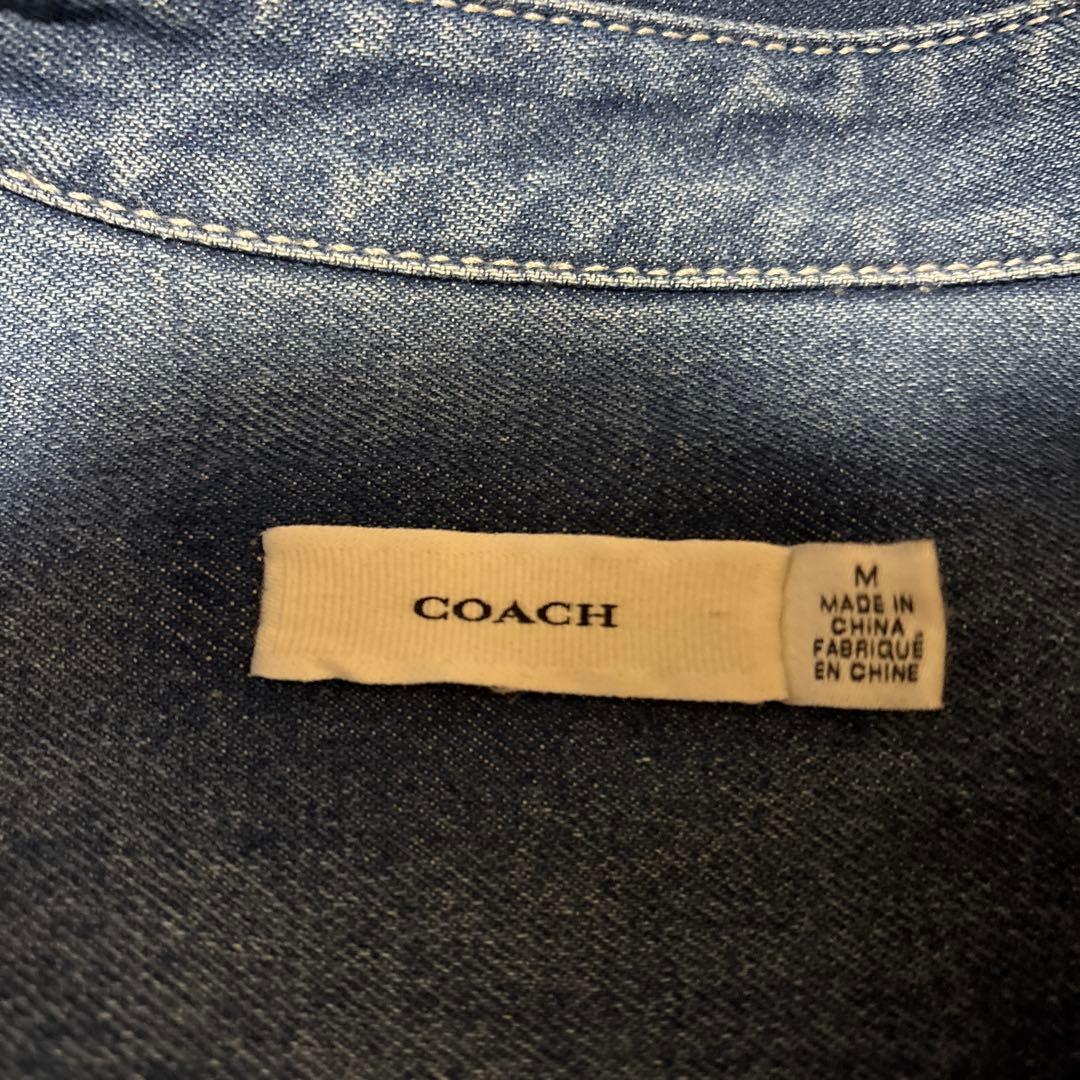 COACH
M
MADE IN
CHINA
FABRIQUÉ
EN CHINE